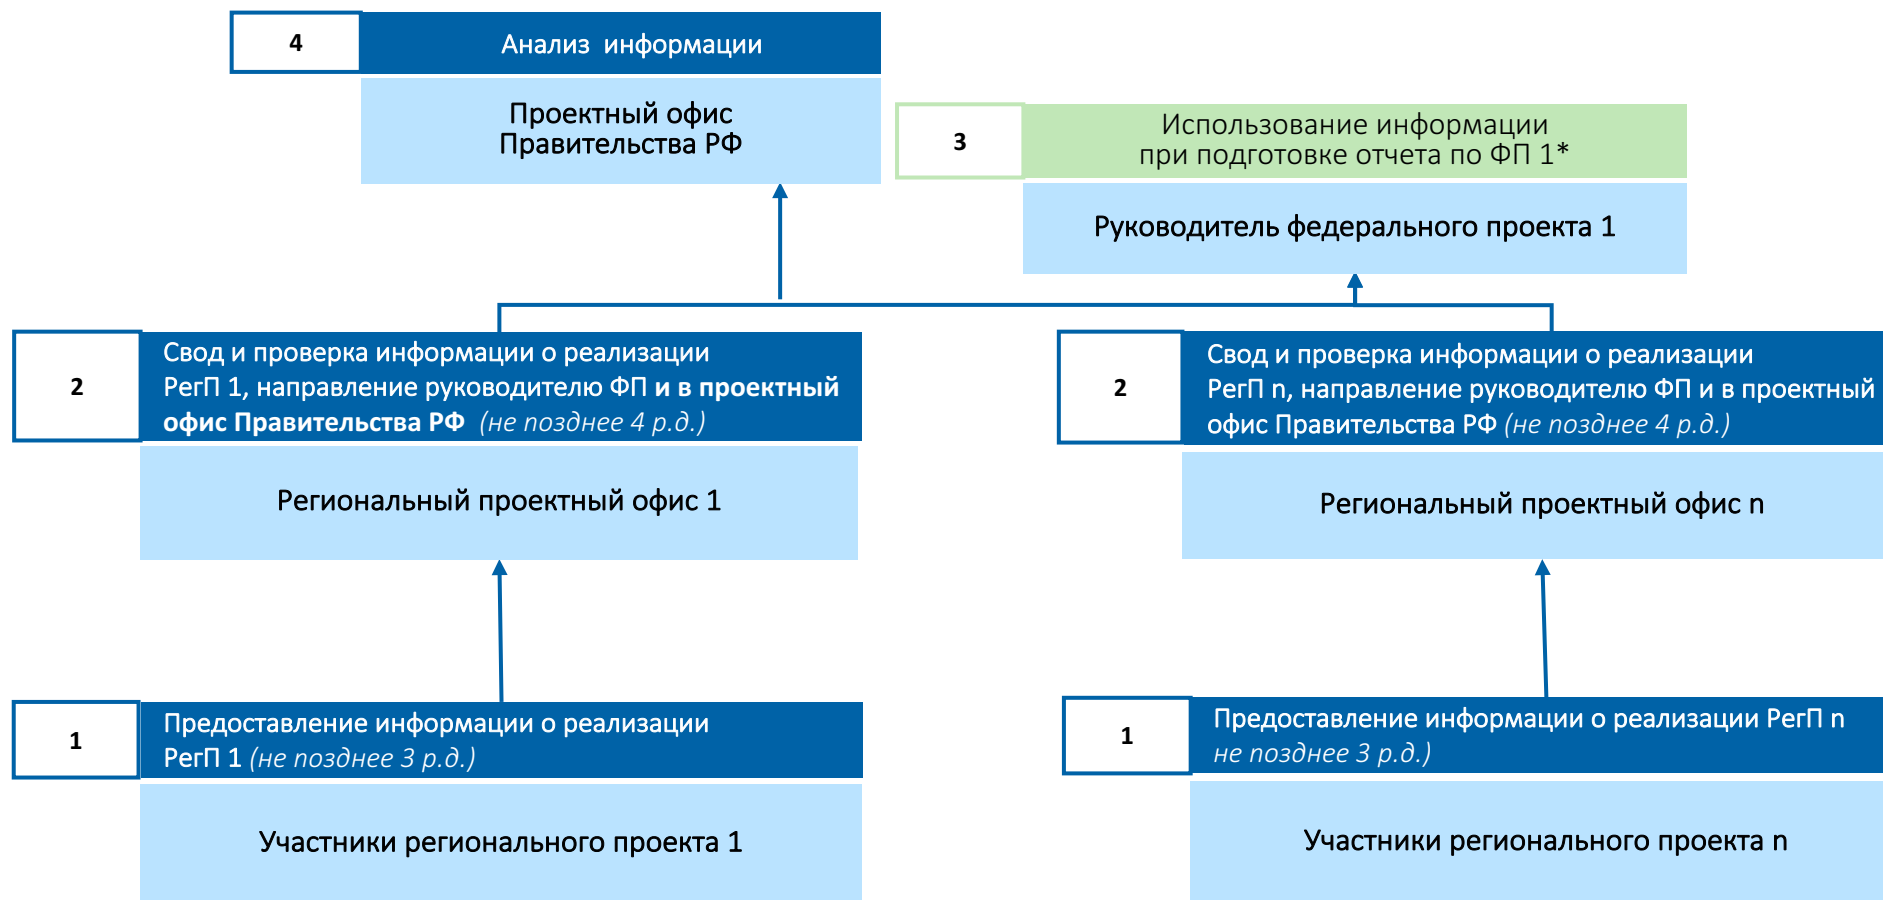 4
Анализ информации
Проектный офис
Правительства РФ
3
Использование информации
при подготовке отчета по ФП 1*
Руководитель федерального проекта 1
2
Свод и проверка информации о реализации
РегП 1, направление руководителю ФП и в проектный
офис Правительства РФ (не позднее 4 р.д.)
Региональный проектный офис 1
2
Свод и проверка информации о реализации
РегП n, направление руководителю ФП и в проектный
офис Правительства РФ (не позднее 4 р.д.)
Региональный проектный офис n
1
Предоставление информации о реализации
РегП 1 (не позднее 3 р.д.)
Участники регионального проекта 1
1
Предоставление информации о реализации РегП n
не позднее 3 р.д.)
Участники регионального проекта n